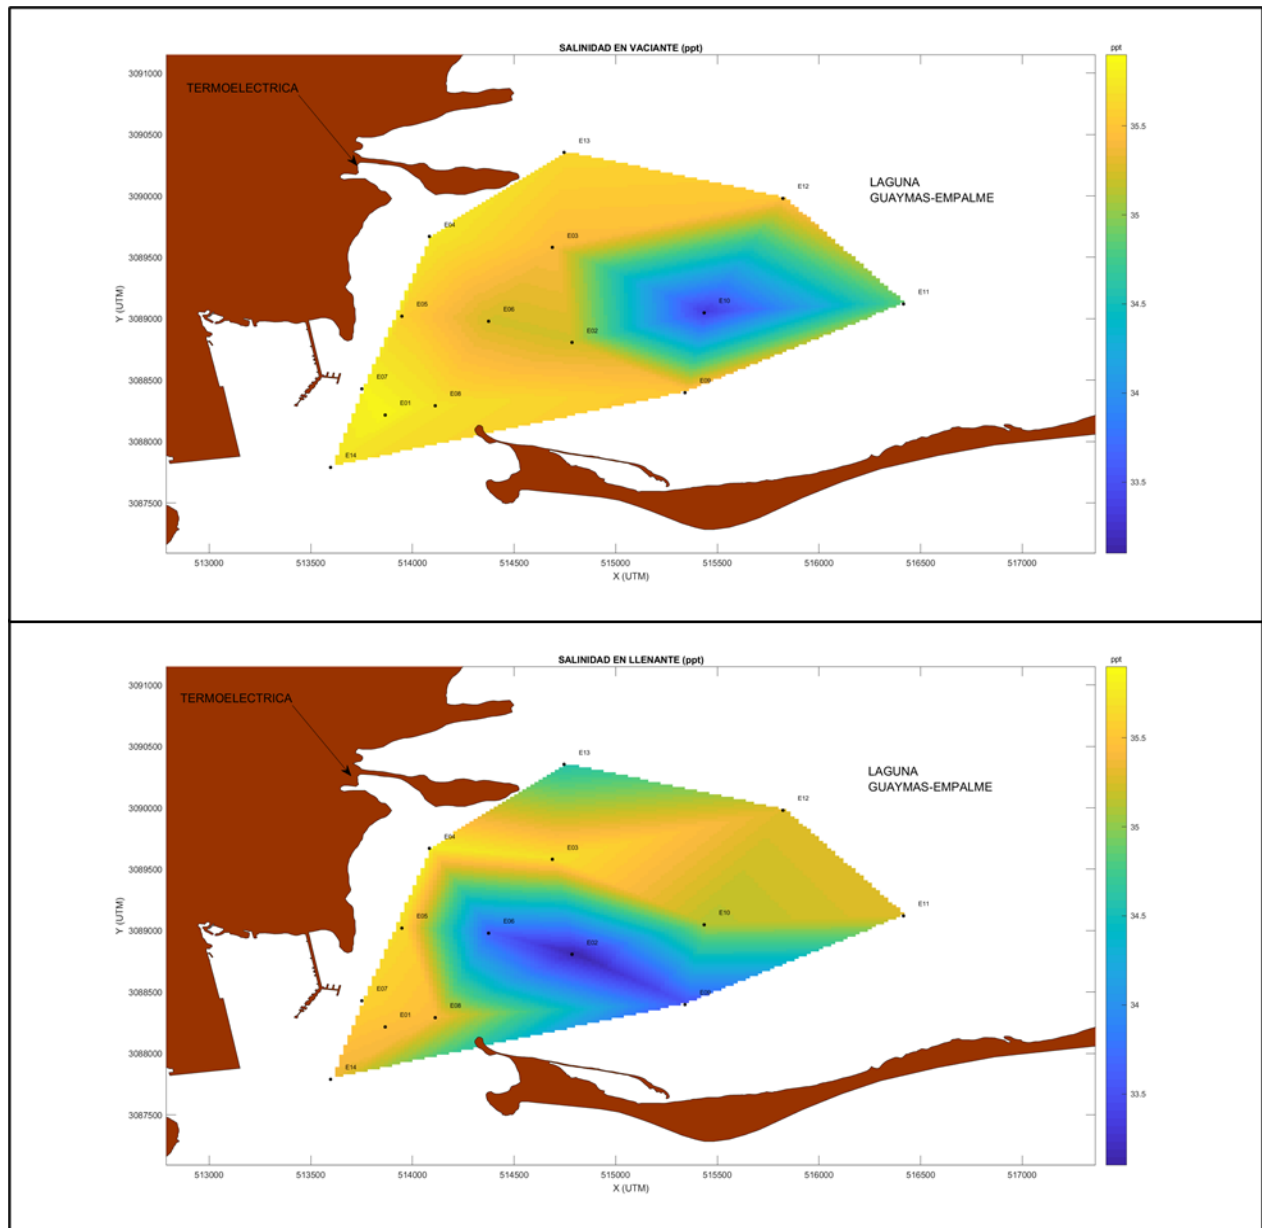 SALINIDAD EN VACIANTE (ppt)
ppt
3091000
3090500
3090000
3089500
3089000
3088500
3088000
3087500
Y (UTM)
TERMOELECTRICA
LAGUNA
GUAYMAS-EMPALME
E13
E12
E04
E03
E11
E05
E06
E10
E02
E07
E09
E01
E08
E14
35.5
35
34.5
34
33.5
513000
513500
514000
514500
515000
515500
516000
516500
517000
X (UTM)
SALINIDAD EN LLENANTE (ppt)
ppt
3091000
3090500
3090000
3089500
3089000
3088500
3088000
3087500
Y (UTM)
TERMOELECTRICA
LAGUNA
GUAYMAS-EMPALME
E13
E12
E04
E03
E11
E05
E06
E10
E02
E07
E09
E01
E08
E14
35.5
35
34.5
34
33.5
513000
513500
514000
514500
515000
515500
516000
516500
517000
X (UTM)